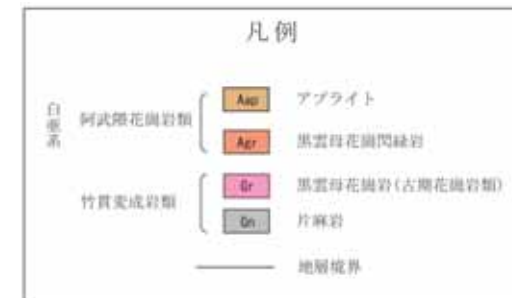 凡例
白亜系
阿武隈花崗岩類
Aap アプライト
Agr 黒雲母花崗閃緑岩
竹貫変成岩類
Gr 黒雲母花崗岩(古期花崗岩類)
Gn 片麻岩
地層境界